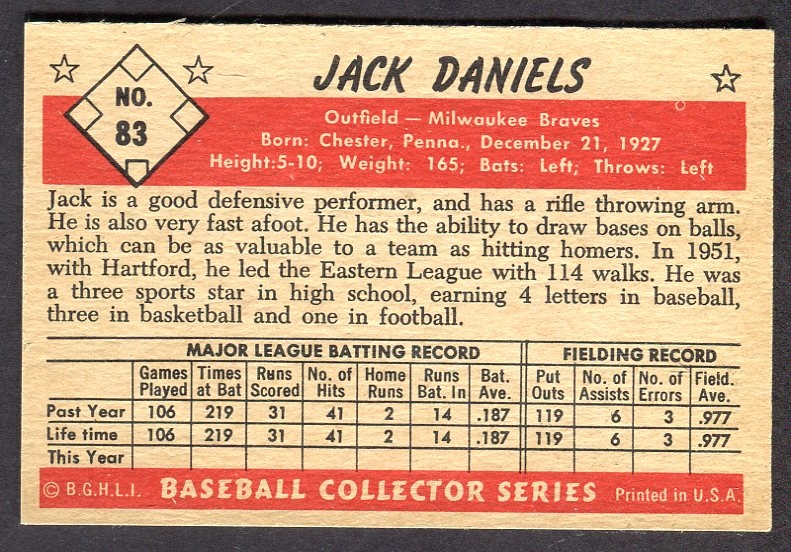 JACK DANIELS
NO.
83
Outfield — Milwaukee Braves
Born: Chester, Penna., December 21, 1927
Height:5-10; Weight: 165; Bats: Left; Throws: Left
Jack is a good defensive performer, and has a rifle throwing arm.
He is also very fast afoot. He has the ability to draw bases on balls,
which can be as valuable to a team as hitting homers. In 1951,
with Hartford, he led the Eastern League with 114 walks. He was
a three sports star in high school, earning 4 letters in baseball,
three in basketball and one in football.
MAJOR LEAGUE BATTING RECORD FIELDING RECORD
Games Times Runs No. of Home Runs Bat. Put No. of No. of Field.
Played at Bat Scored Hits Runs Bat. In Ave. Outs Assists Errors Ave.
Past Year 106 219 31 41 2 14 .187 119 6 3 .977
Life time 106 219 31 41 2 14 .187 119 6 3 .977
This Year
© B.G.H.L.I. BASEBALL COLLECTOR SERIES Printed in U.S.A.